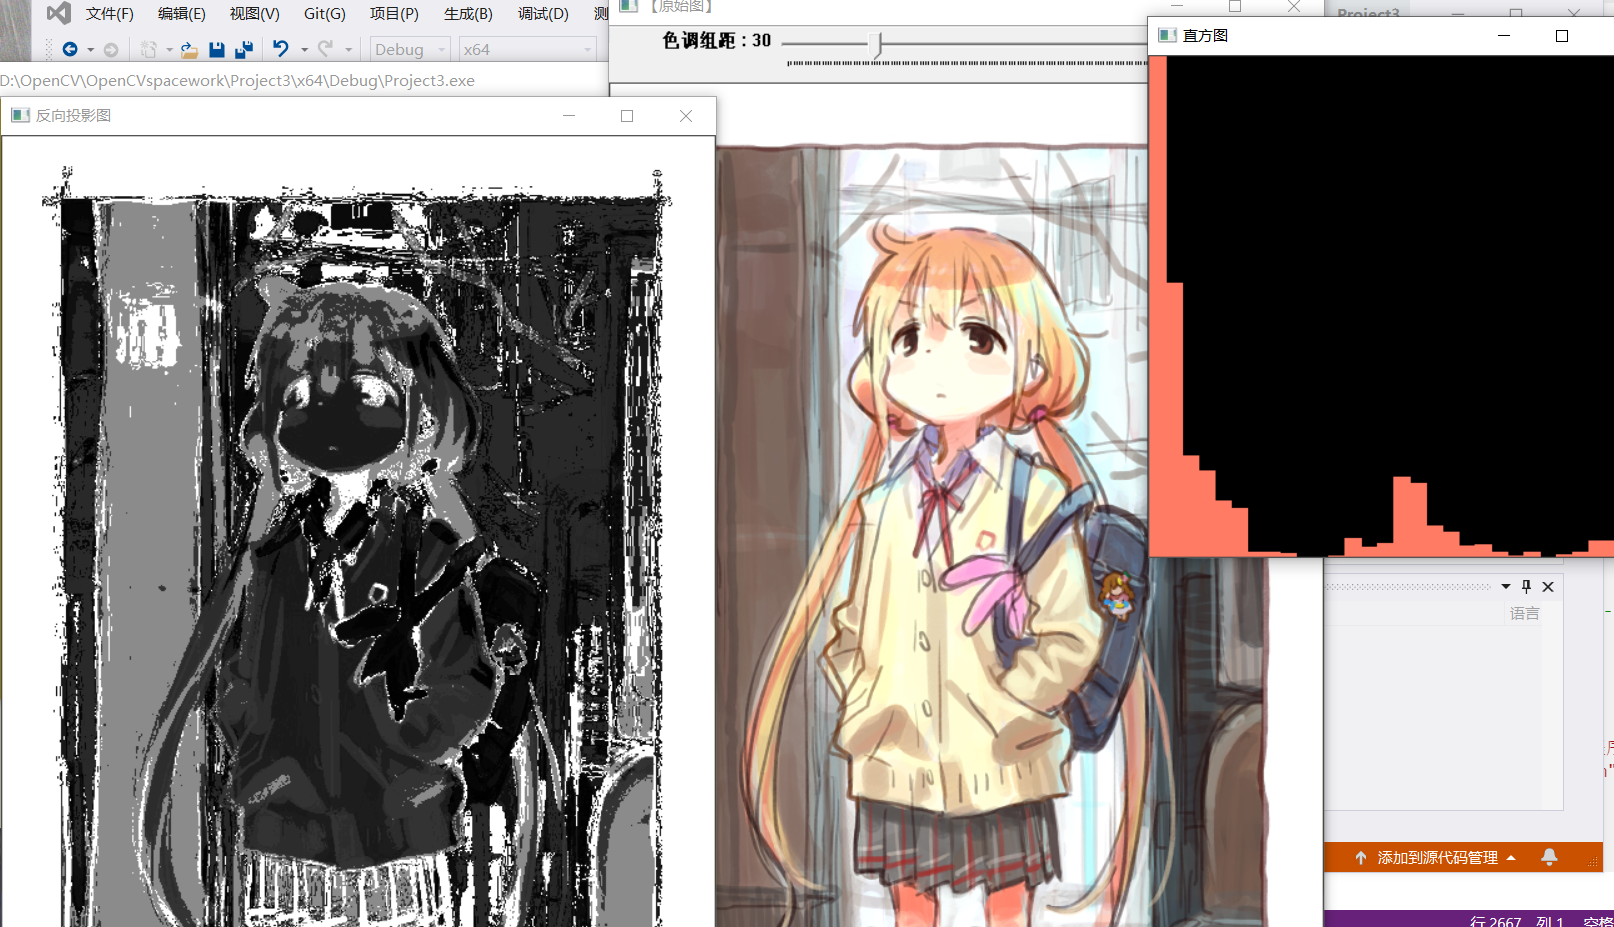 文件(F) 编辑(E) 视图(V) Git(G) 项目(P) 生成(B) 调试(D) 测
【原始图】
Project3
Debug x64
色调组距 : 30
直方图
D:\OpenCV\OpenCVspacework\Project3\x64\Debug\Project3.exe
反向投影图
语言
添加到源代码管理
行 2667 列 1 空格